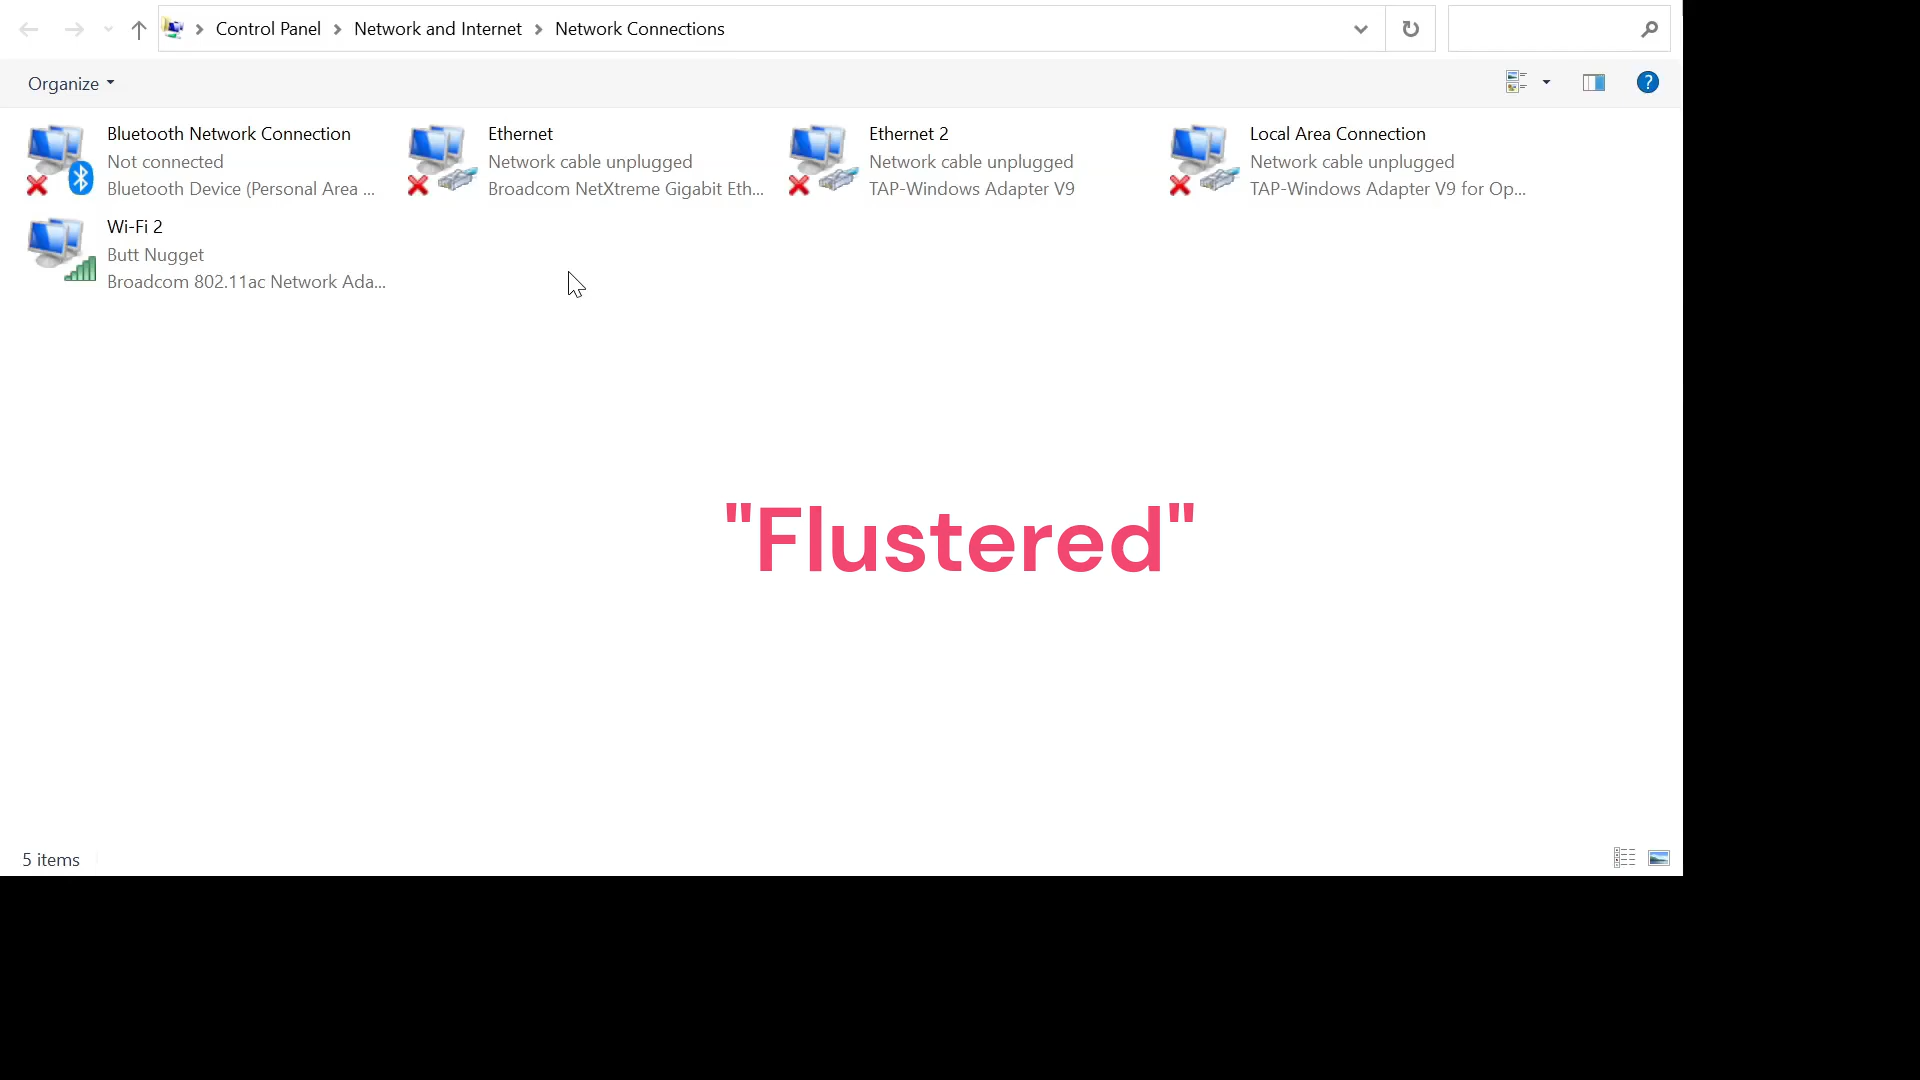 Control Panel > Network and Internet > Network Connections
Organize
?
Bluetooth Network Connection
Not connected
Bluetooth Device (Personal Area ...
Ethernet
Network cable unplugged
Broadcom NetXtreme Gigabit Eth...
Ethernet 2
Network cable unplugged
TAP-Windows Adapter V9
Local Area Connection
Network cable unplugged
TAP-Windows Adapter V9 for Op...
Wi-Fi 2
Butt Nugget
Broadcom 802.11ac Network Ada...
"Flustered"
5 items